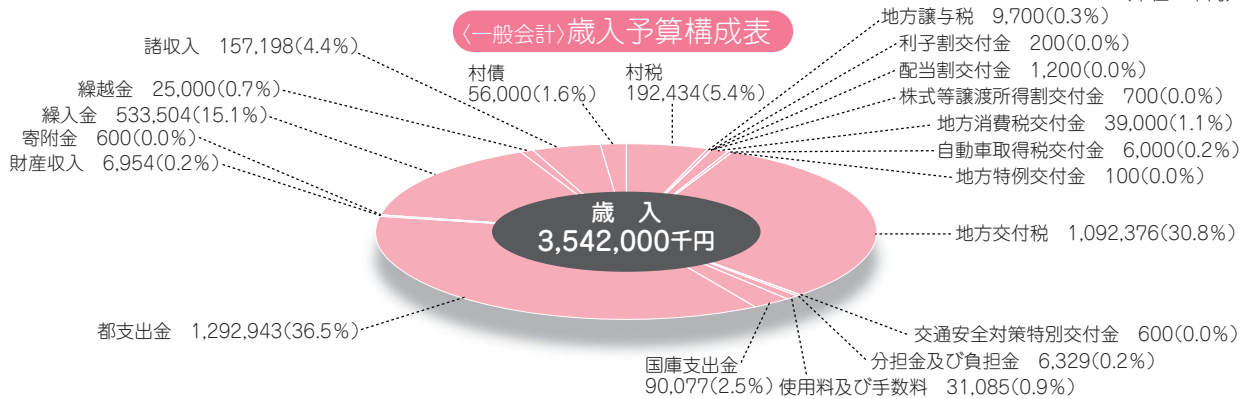 〈一般会計〉歳入予算構成表
地方譲与税 9,700(0.3%)
利子割交付金 200(0.0%)
配当割交付金 1,200(0.0%)
株式等譲渡所得割交付金 700(0.0%)
地方消費税交付金 39,000(1.1%)
自動車取得税交付金 6,000(0.2%)
地方特例交付金 100(0.0%)
地方交付税 1,092,376(30.8%)
交通安全対策特別交付金 600(0.0%)
分担金及び負担金 6,329(0.2%)
使用料及び手数料 31,085(0.9%)
国庫支出金
90,077(2.5%)
都支出金 1,292,943(36.5%)
財産収入 6,954(0.2%)
寄附金 600(0.0%)
繰入金 533,504(15.1%)
繰越金 25,000(0.7%)
諸収入 157,198(4.4%)
村債
56,000(1.6%)
村税
192,434(5.4%)
歳 入
3,542,000千円